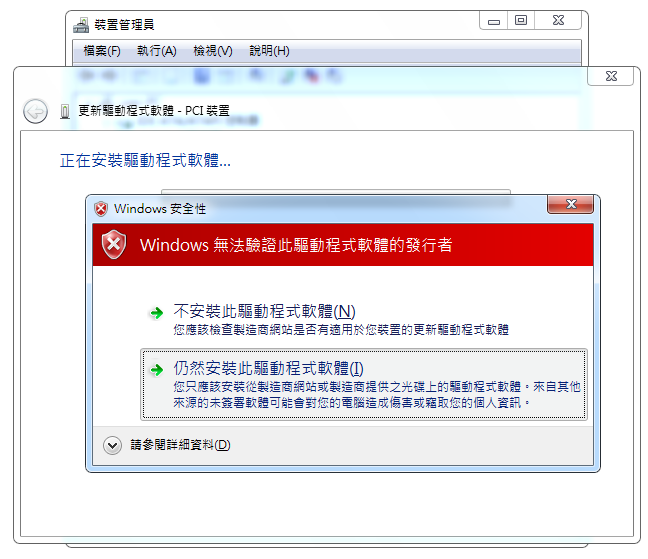 裝置管理員
檔案(F) 執行(A) 檢視(V) 說明(H)
更新驅動程式軟體 - PCI 裝置
正在安裝驅動程式軟體...
Windows 安全性
Windows 無法驗證此驅動程式軟體的發行者
不安裝此驅動程式軟體(N)
您應該檢查製造商網站是否有適用於您裝置的更新驅動程式軟體
仍然安裝此驅動程式軟體(I)
您只應該安裝從製造商網站或製造商提供之光碟上的驅動程式軟體。來自其他
來源的未簽署軟體可能會對您的電腦造成傷害或竊取您的個人資訊。
請參閱詳細資料(D)